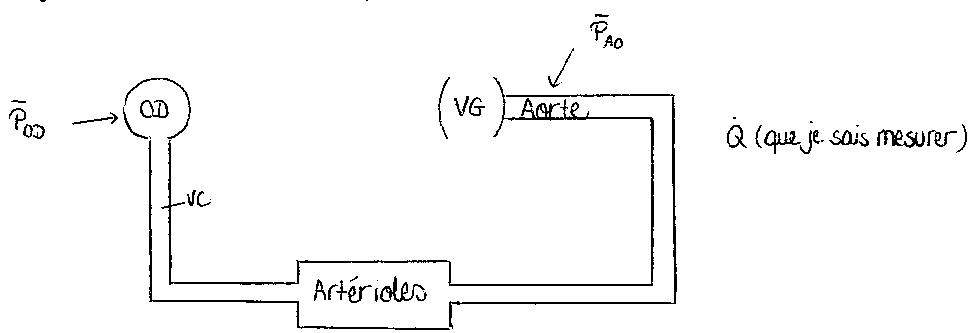 P̄AO
P̄OD
OD
VG
Aorte
Q̇ (que je sais mesurer)
VC
Artérioles